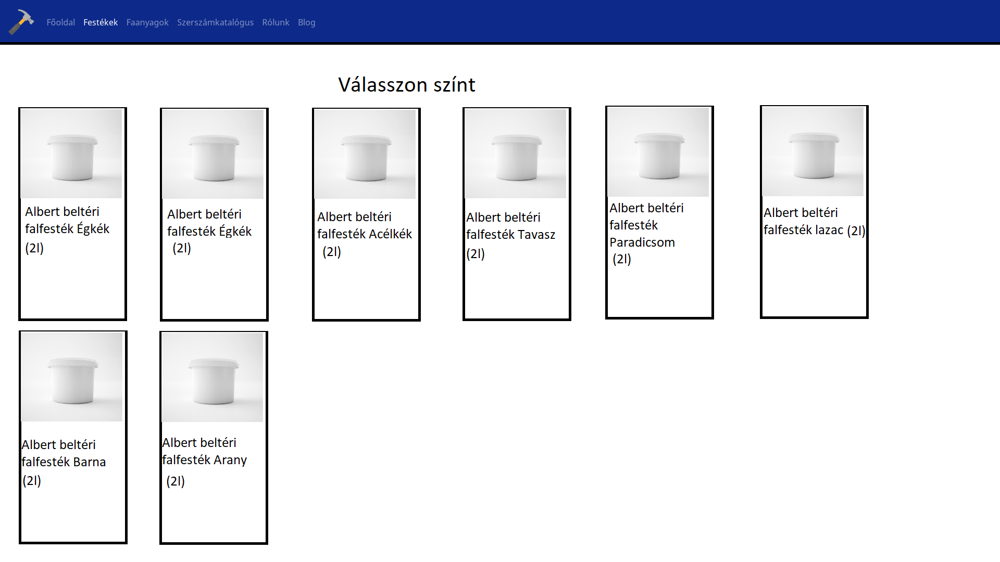 Főoldal Festékek Faanyagok Szerszámkatalógus Rólunk Blog
Válasszon színt
Albert beltéri
falfesték Égkék
(2l)
Albert beltéri
falfesték Égkék
(2l)
Albert beltéri
falfesték Acélkék
(2l)
Albert beltéri
falfesték Tavasz
(2l)
Albert beltéri
falfesték
Paradicsom
(2l)
Albert beltéri
falfesték lazac (2l)
Albert beltéri
falfesték Barna
(2l)
Albert beltéri
falfesték Arany
(2l)